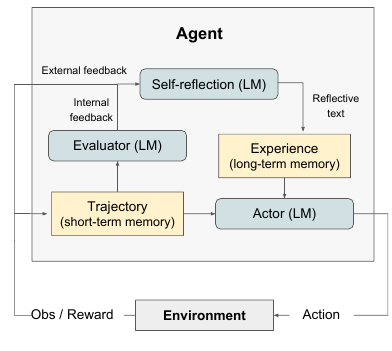 Agent
External feedback
Self-reflection (LM)
Internal
feedback
Reflective
text
Evaluator (LM)
Experience
(long-term memory)
Trajectory
(short-term memory)
Actor (LM)
Obs / Reward
Environment
Action